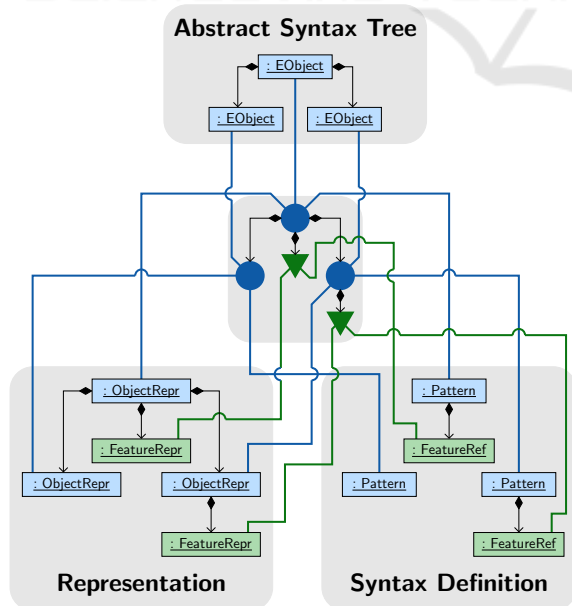 Abstract Syntax Tree
: EObject
: EObject
: EObject
: ObjectRepr
: Pattern
: FeatureRepr
: FeatureRef
: ObjectRepr
: ObjectRepr
: Pattern
: Pattern
: FeatureRepr
: FeatureRef
Representation
Syntax Definition